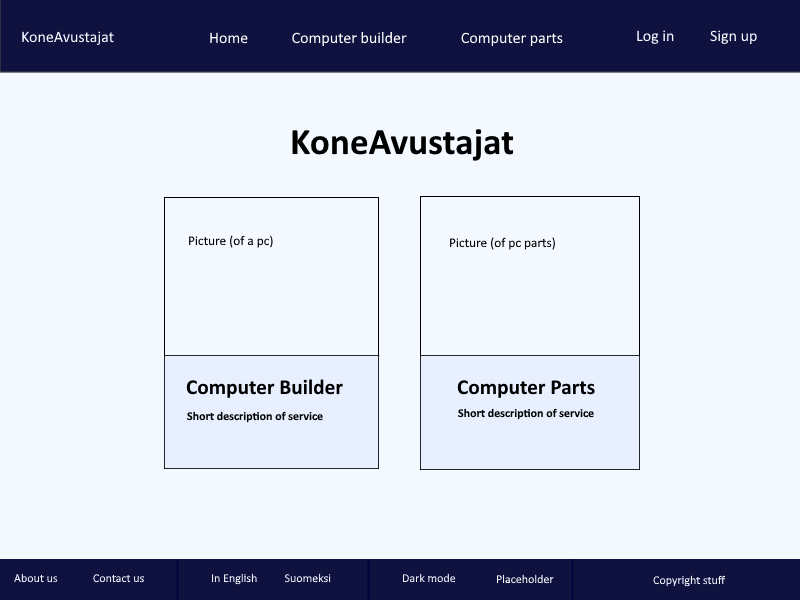 KoneAvustajat
Home
Computer builder
Computer parts
Log in
Sign up
KoneAvustajat
Picture (of a pc)
Picture (of pc parts)
Computer Builder
Short description of service
Computer Parts
Short description of service
About us
Contact us
In English
Suomeksi
Dark mode
Placeholder
Copyright stuff